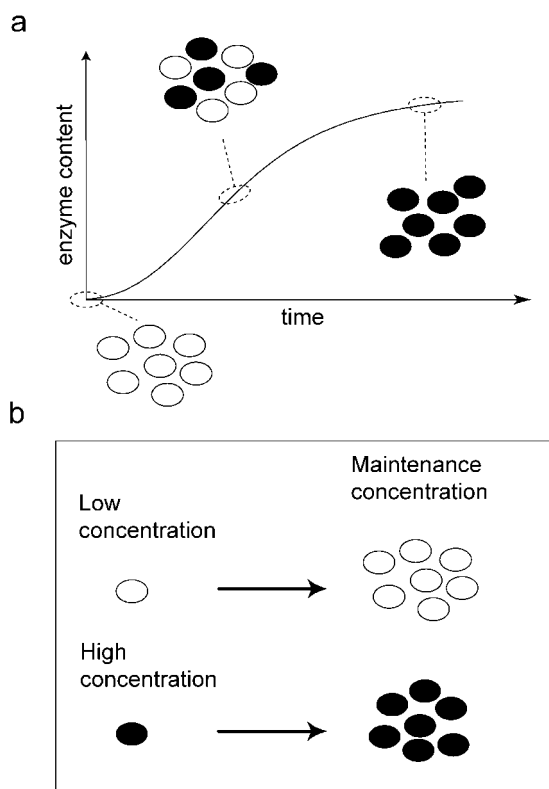 a
enzyme content
time
b
Maintenance
concentration
Low
concentration
High
concentration